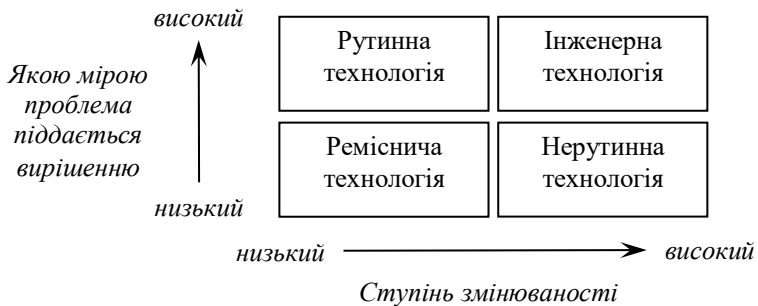 високий
Рутинна
технологія
Інженерна
технологія
Якою мірою
проблема
піддається
вирішенню
Реміснича
технологія
Нерутинна
технологія
низький
низький
високий
Ступінь змінюваності